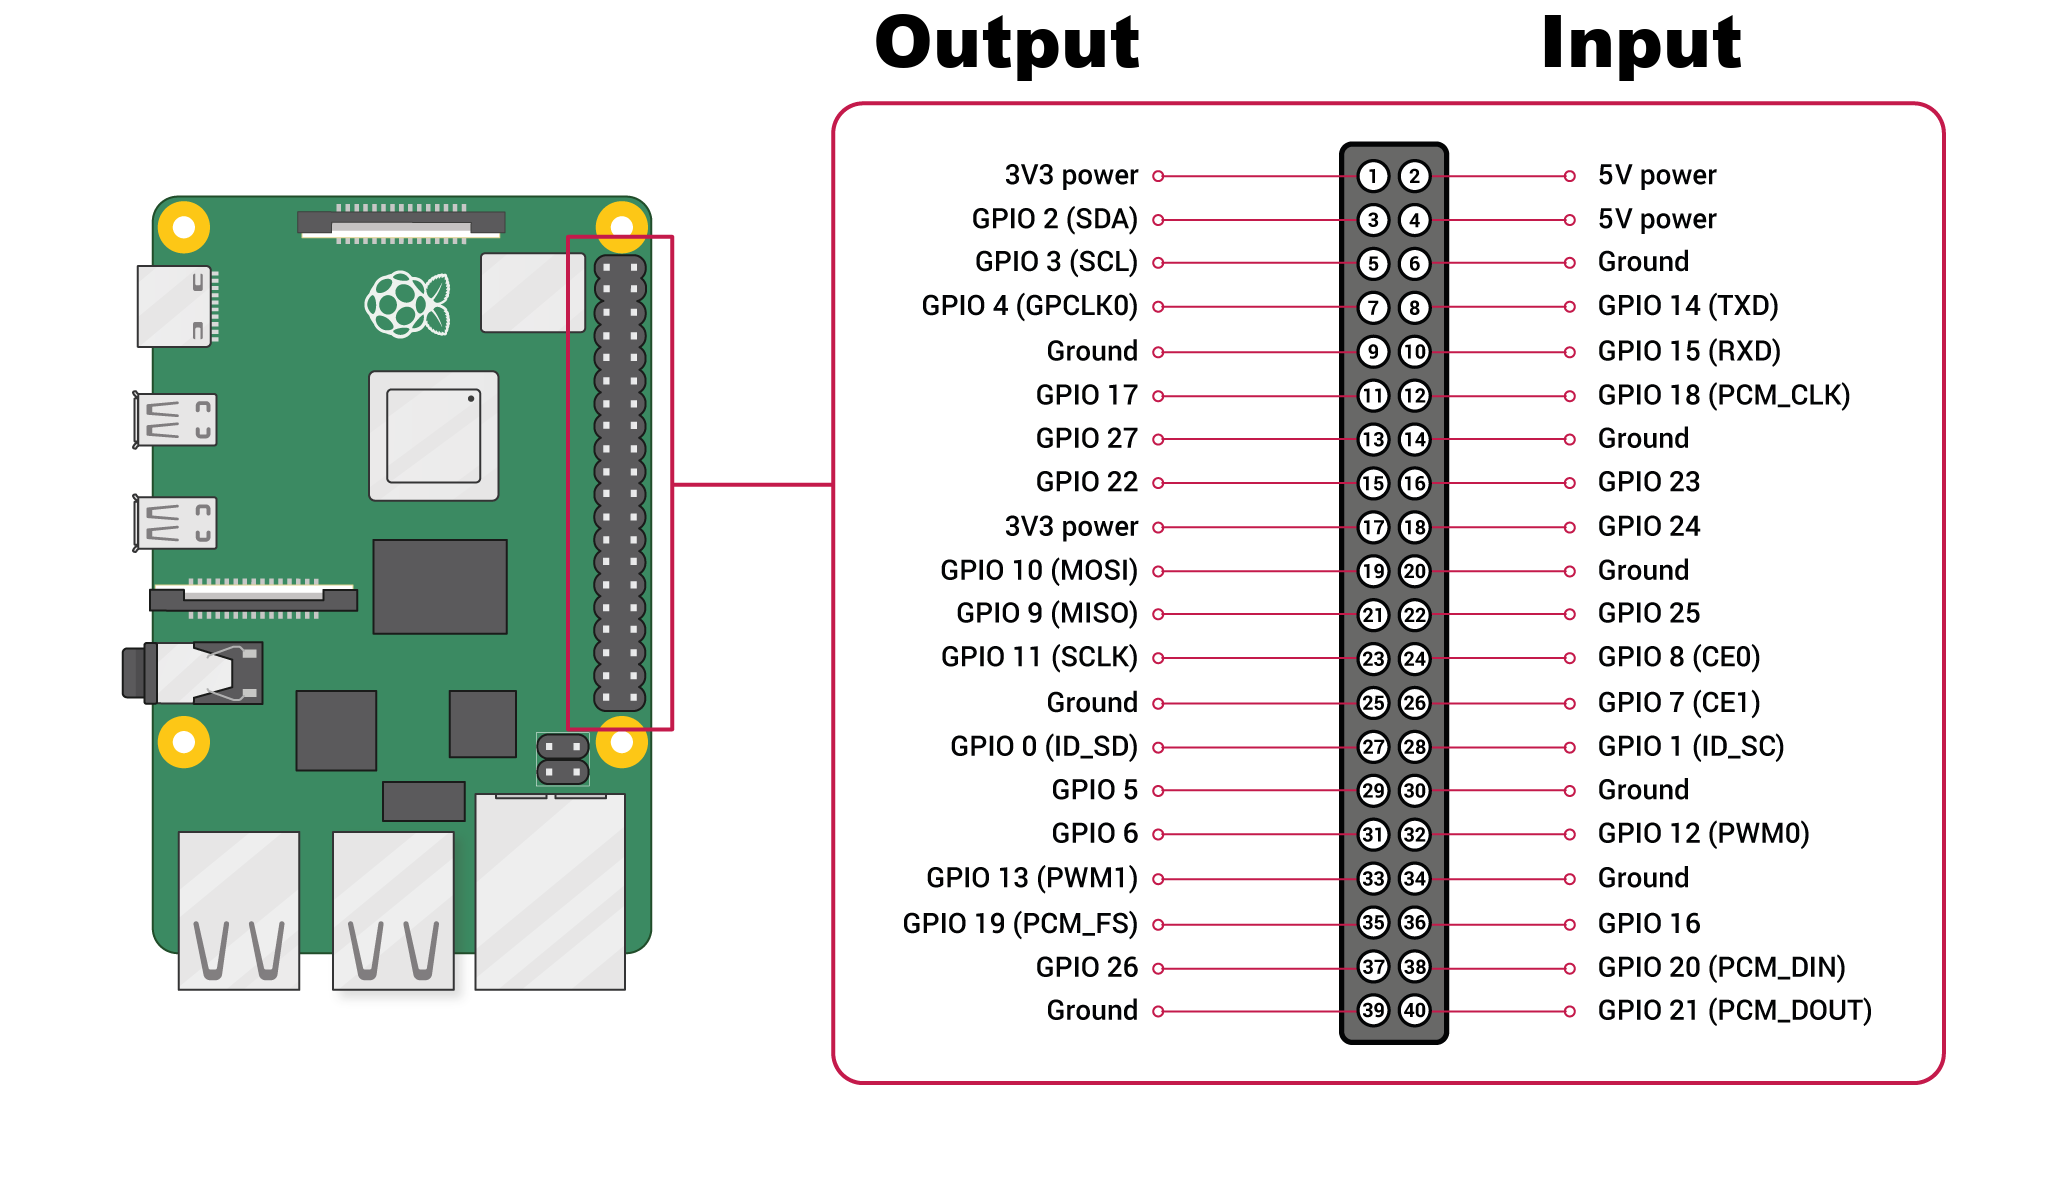 Output Input
3V3 power 1 2 5V power
GPIO 2 (SDA) 3 4 5V power
GPIO 3 (SCL) 5 6 Ground
GPIO 4 (GPCLK0) 7 8 GPIO 14 (TXD)
Ground 9 10 GPIO 15 (RXD)
GPIO 17 11 12 GPIO 18 (PCM_CLK)
GPIO 27 13 14 Ground
GPIO 22 15 16 GPIO 23
3V3 power 17 18 GPIO 24
GPIO 10 (MOSI) 19 20 Ground
GPIO 9 (MISO) 21 22 GPIO 25
GPIO 11 (SCLK) 23 24 GPIO 8 (CE0)
Ground 25 26 GPIO 7 (CE1)
GPIO 0 (ID_SD) 27 28 GPIO 1 (ID_SC)
GPIO 5 29 30 Ground
GPIO 6 31 32 GPIO 12 (PWM0)
GPIO 13 (PWM1) 33 34 Ground
GPIO 19 (PCM_FS) 35 36 GPIO 16
GPIO 26 37 38 GPIO 20 (PCM_DIN)
Ground 39 40 GPIO 21 (PCM_DOUT)